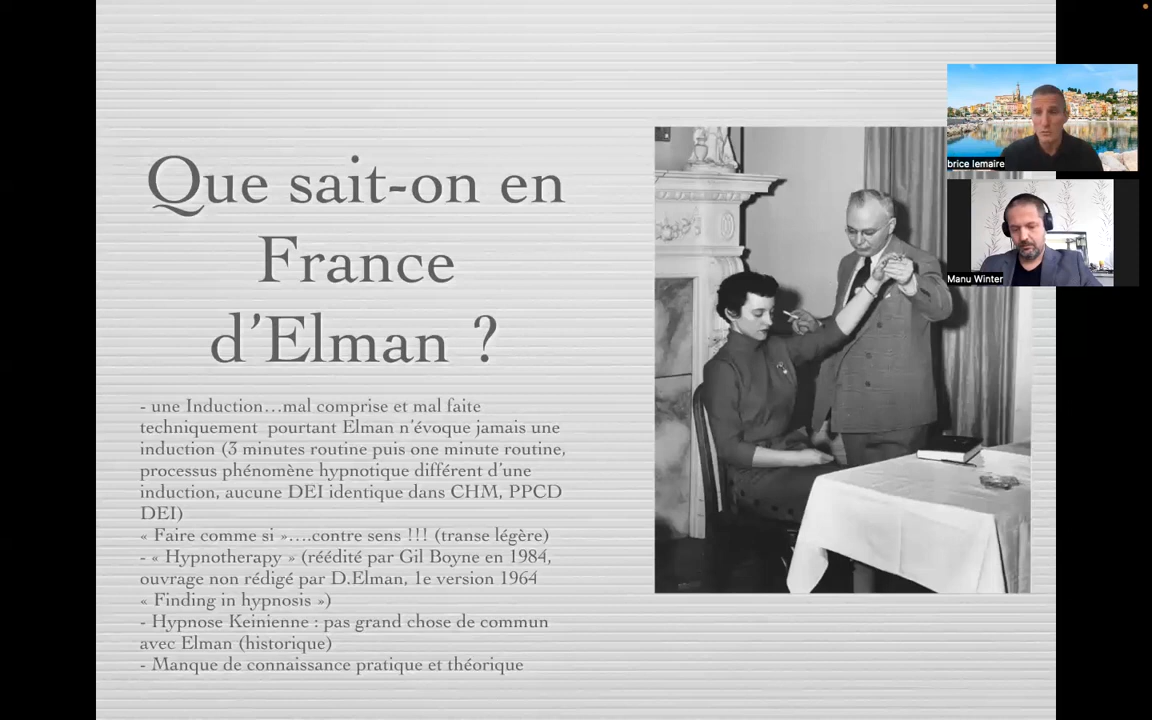 Que sait-on en
France
d’Elman ?
- une Induction…mal comprise et mal faite
techniquement pourtant Elman n’évoque jamais une
induction (3 minutes routine puis one minute routine,
processus phénomène hypnotique différent d’une
induction, aucune DEI identique dans CHM, PPCD
DEI)
« Faire comme si »….contre sens !!! (transe légère)
- « Hypnotherapy » (réédité par Gil Boyne en 1984,
ouvrage non rédigé par D.Elman, 1e version 1964
« Finding in hypnosis »)
- Hypnose Keinienne : pas grand chose de commun
avec Elman (historique)
- Manque de connaissance pratique et théorique
brice lemaire
Manu Winter